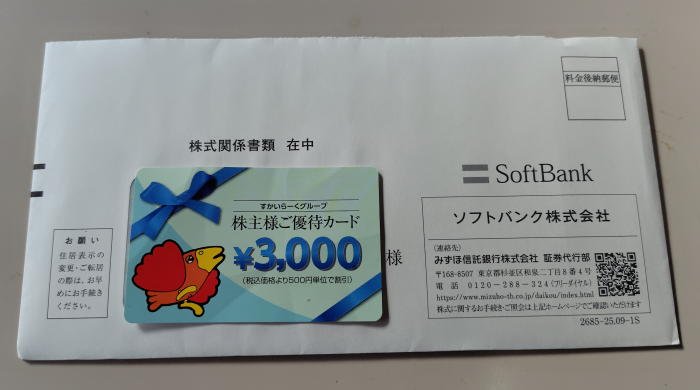 料金後納郵便
株式関係書類 在中
SoftBank
ソフトバンク株式会社
(連絡先)
みずほ信託銀行株式会社 証券代行部
〒168-8507 東京都杉並区和泉二丁目8番4号
電話 0120-288-324(フリーダイヤル)
https://www.mizuho-tb.co.jp/daikou/index.html
株式に関するお手続き・ご照会は上記ホームページでご確認いただけます
2685-25.09-1S
様
お願い
住居表示の
変更・ご転居
の際は、お早
めにお手続き
ください。
すかいらーくグループ
株主様ご優待カード
¥3,000
(税込価格より500円単位で割引)